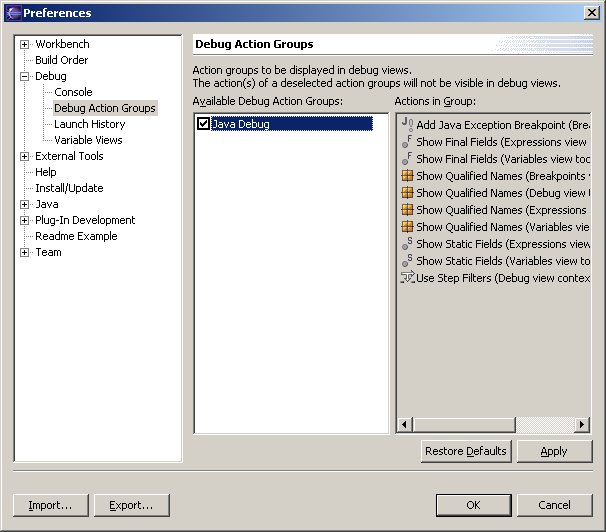 Preferences
Workbench
Build Order
Debug
Console
Debug Action Groups
Launch History
Variable Views
External Tools
Help
Install/Update
Java
Plug-In Development
Readme Example
Team
Debug Action Groups
Action groups to be displayed in debug views.
The action(s) of a deselected action groups will not be visible in debug views.
Available Debug Action Groups:
Java Debug
Actions in Group:
Add Java Exception Breakpoint (Brea
Show Final Fields (Expressions view
Show Final Fields (Variables view too
Show Qualified Names (Breakpoints v
Show Qualified Names (Debug view
Show Qualified Names (Expressions
Show Qualified Names (Variables vie
Show Static Fields (Expressions view
Show Static Fields (Variables view to
Use Step Filters (Debug view contex
Restore Defaults
Apply
Import...
Export...
OK
Cancel